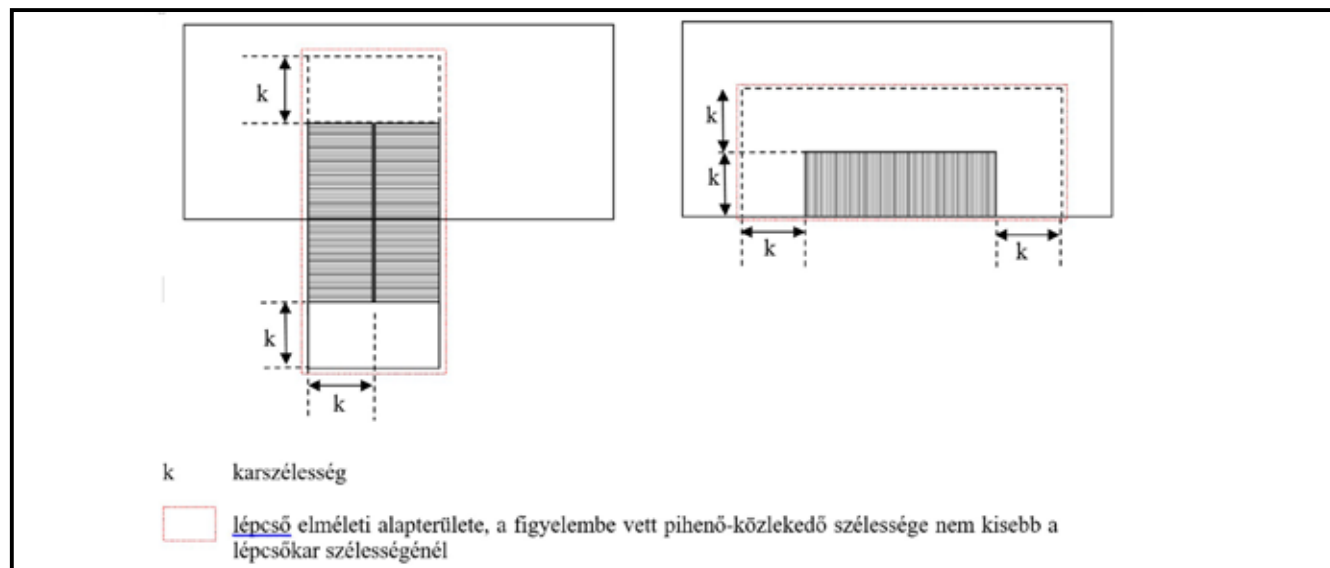 k
k
k
k
k
k
k
k karszélesség
lépcső elméleti alapterülete, a figyelembe vett pihenő-közlekedő szélessége nem kisebb a
lépcsőkar szélességénél